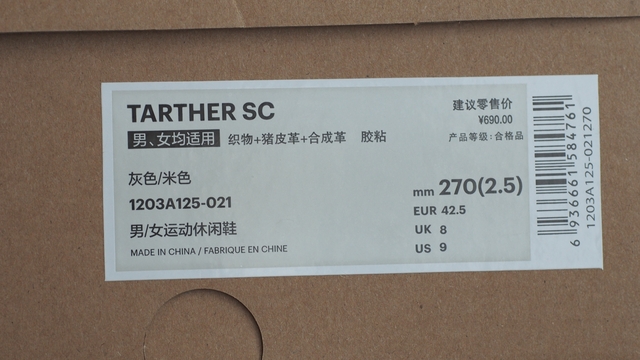 TARTHER SC
男、女均适用 织物+猪皮革+合成革 胶粘
灰色/米色
1203A125-021
男/女运动休闲鞋
MADE IN CHINA / FABRIQUE EN CHINE
建议零售价
¥690.00
产品等级:合格品
mm 270(2.5)
EUR 42.5
UK 8
US 9
6 936661 584761
1203A125-021270